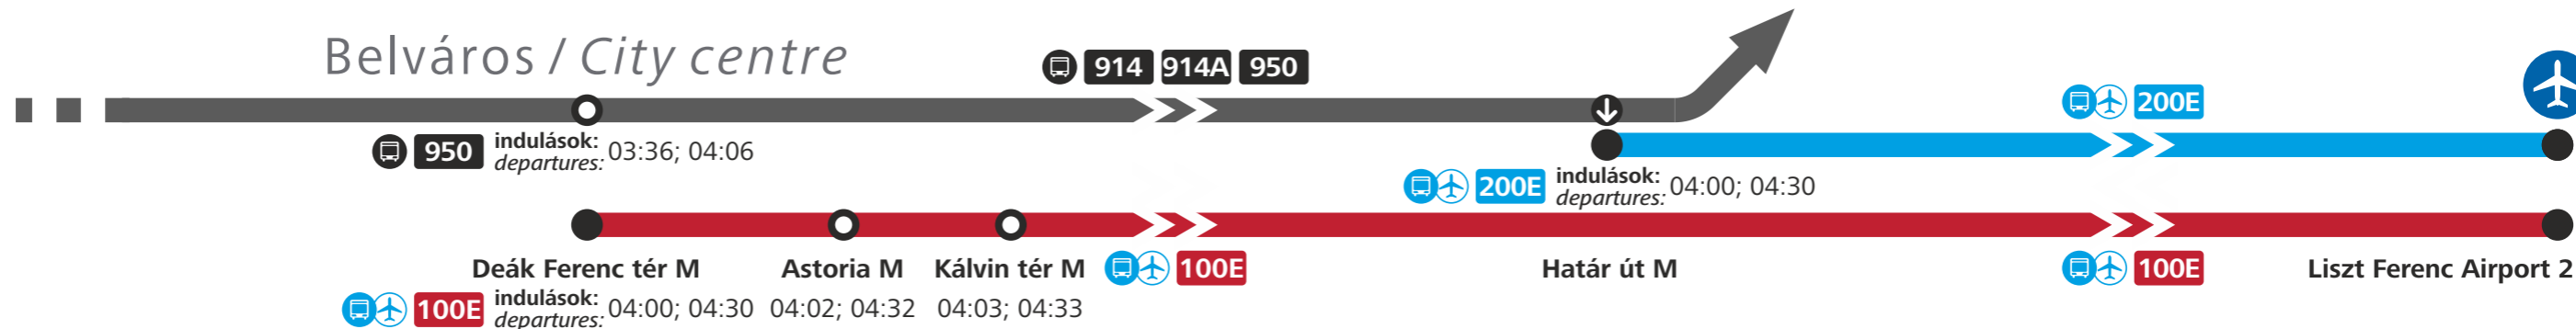 Belváros / City centre
914 914A 950
200E
950 indulások:
departures: 03:36; 04:06
200E indulások:
departures: 04:00; 04:30
Deák Ferenc tér M Astoria M Kálvin tér M 100E Határ út M 100E Liszt Ferenc Airport 2
100E indulások:
departures: 04:00; 04:30 04:02; 04:32 04:03; 04:33